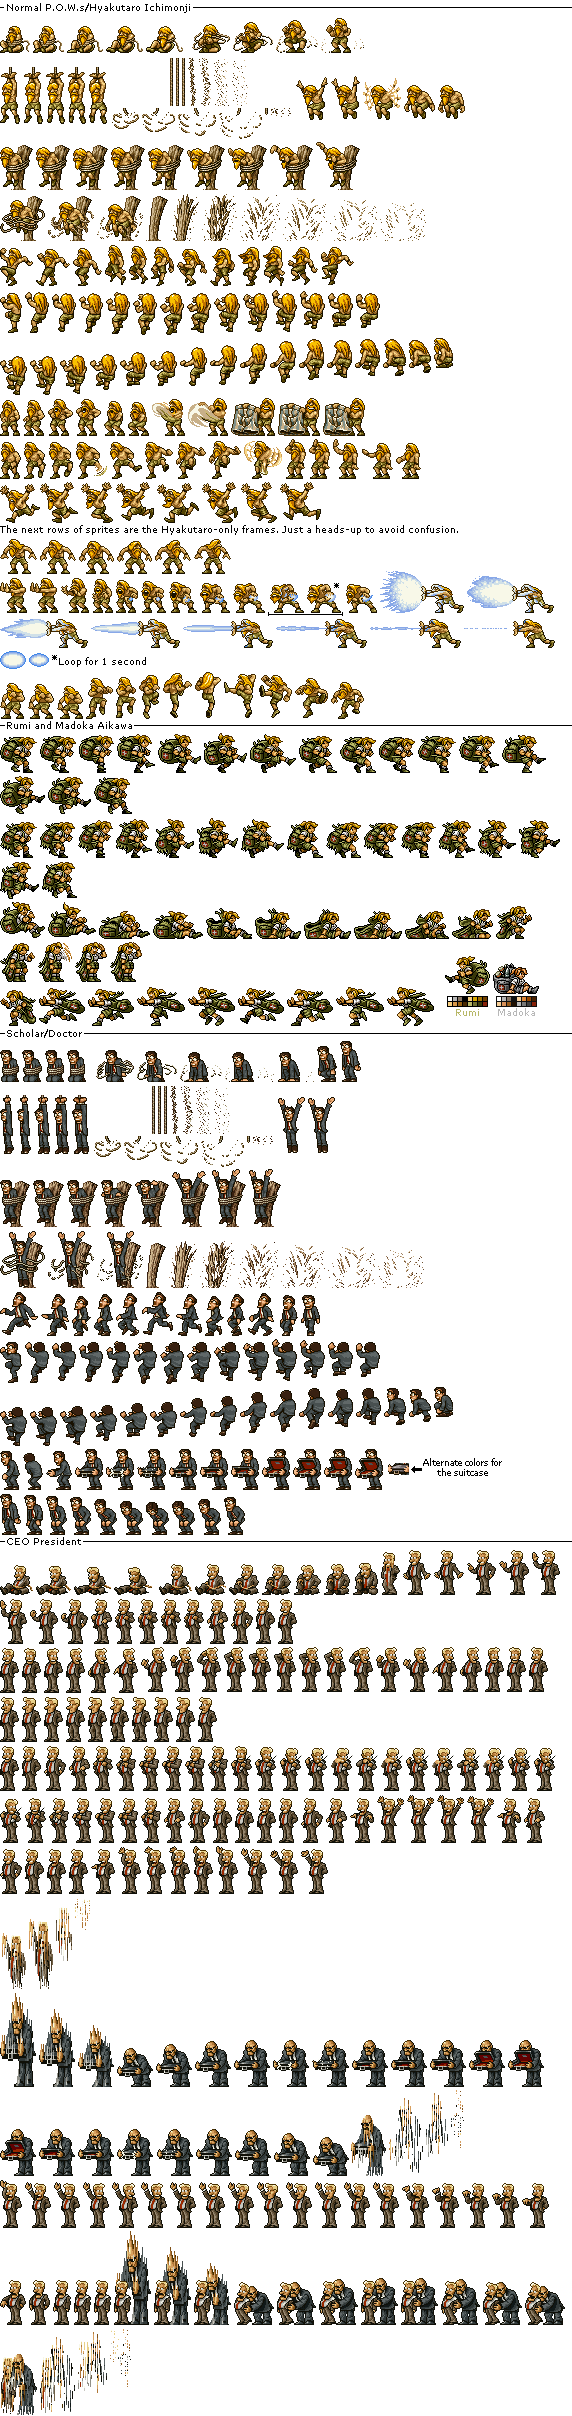 Normal P.O.W.s/Hyakutaro Ichimonji
The next rows of sprites are the Hyakutaro-only frames. Just a heads-up to avoid confusion.
*
*Loop for 1 second
Rumi and Madoka Aikawa
Rumi
Madoka
Scholar/Doctor
Alternate colors for
the suitcase
CEO President